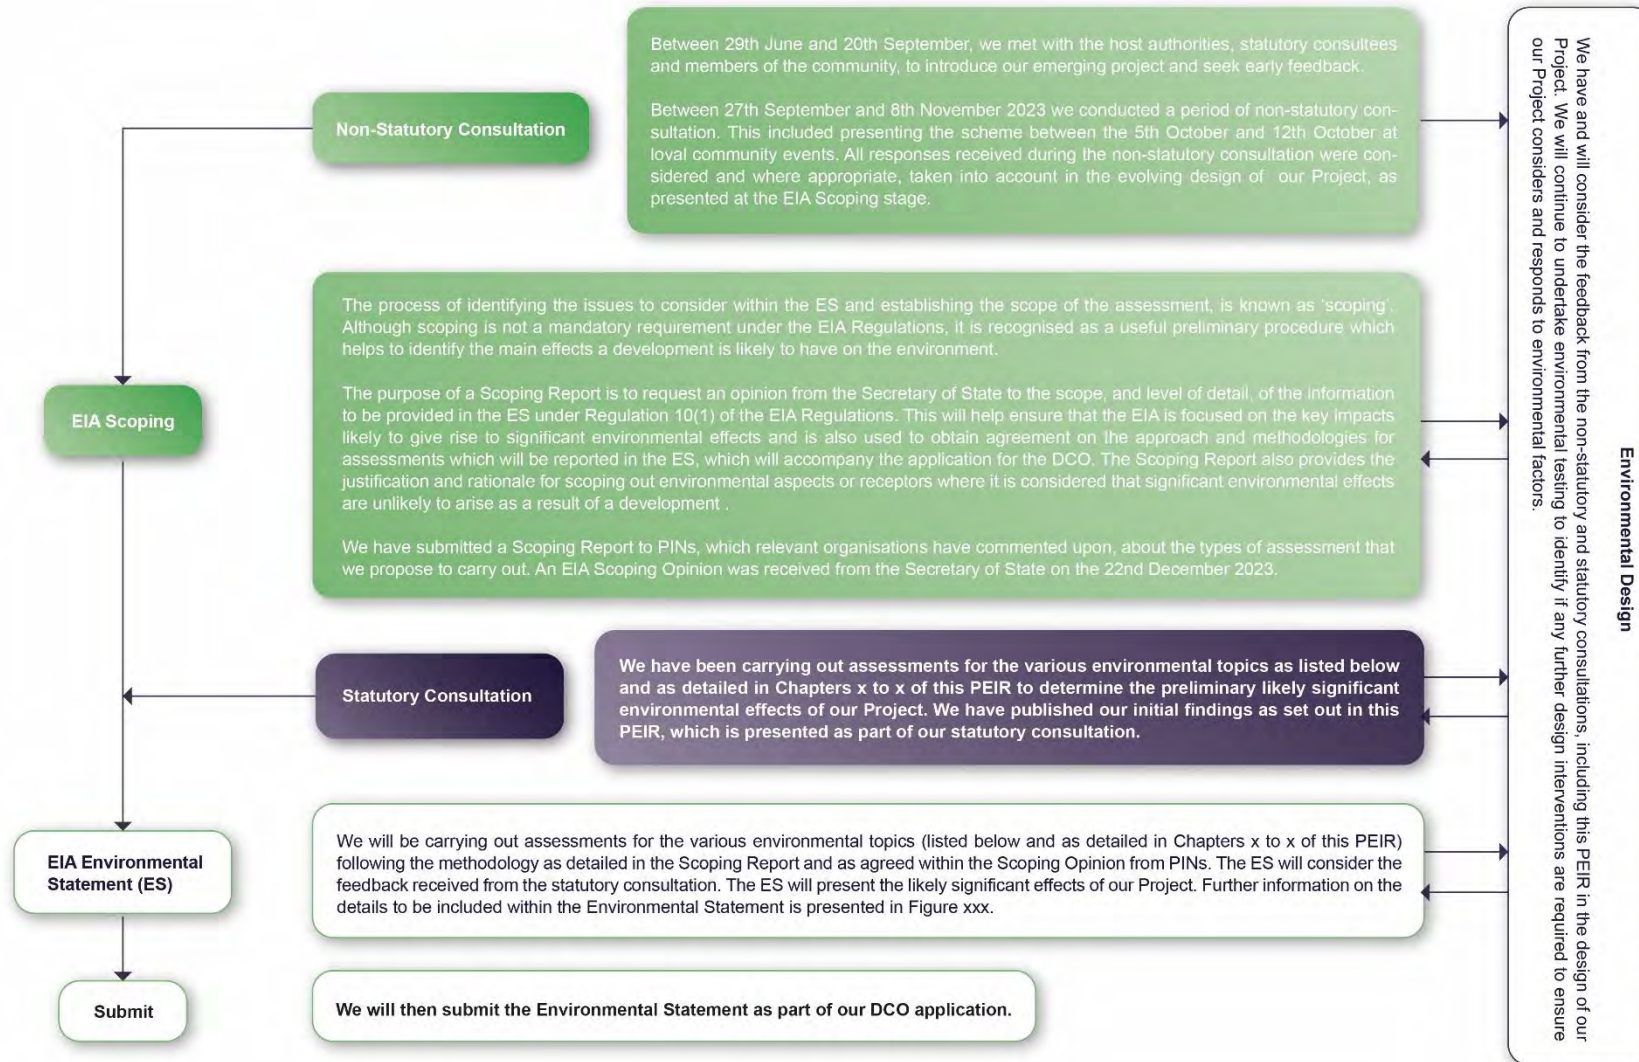 Non-Statutory Consultation
Between 29th June and 20th September, we met with the host authorities, statutory consultees
and members of the community, to introduce our emerging project and seek early feedback.
Between 27th September and 8th November 2023 we conducted a period of non-statutory con-
sultation. This included presenting the scheme between the 5th October and 12th October at
loval community events. All responses received during the non-statutory consultation were con-
sidered and where appropriate, taken into account in the evolving design of our Project, as
presented at the EIA Scoping stage.
EIA Scoping
The process of identifying the issues to consider within the ES and establishing the scope of the assessment, is known as ‘scoping’.
Although scoping is not a mandatory requirement under the EIA Regulations, it is recognised as a useful preliminary procedure which
helps to identify the main effects a development is likely to have on the environment.
The purpose of a Scoping Report is to request an opinion from the Secretary of State to the scope, and level of detail, of the information
to be provided in the ES under Regulation 10(1) of the EIA Regulations. This will help ensure that the EIA is focused on the key impacts
likely to give rise to significant environmental effects and is also used to obtain agreement on the approach and methodologies for
assessments which will be reported in the ES, which will accompany the application for the DCO. The Scoping Report also provides the
justification and rationale for scoping out environmental aspects or receptors where it is considered that significant environmental effects
are unlikely to arise as a result of a development .
We have submitted a Scoping Report to PINs, which relevant organisations have commented upon, about the types of assessment that
we propose to carry out. An EIA Scoping Opinion was received from the Secretary of State on the 22nd December 2023.
Statutory Consultation
We have been carrying out assessments for the various environmental topics as listed below
and as detailed in Chapters x to x of this PEIR to determine the preliminary likely significant
environmental effects of our Project. We have published our initial findings as set out in this
PEIR, which is presented as part of our statutory consultation.
EIA Environmental
Statement (ES)
We will be carrying out assessments for the various environmental topics (listed below and as detailed in Chapters x to x of this PEIR)
following the methodology as detailed in the Scoping Report and as agreed within the Scoping Opinion from PINs. The ES will consider the
feedback received from the statutory consultation. The ES will present the likely significant effects of our Project. Further information on the
details to be included within the Environmental Statement is presented in Figure xxx.
Submit
We will then submit the Environmental Statement as part of our DCO application.
Environmental Design
We have and will consider the feedback from the non-statutory and statutory consultations, including this PEIR in the design of our
Project. We will continue to undertake environmental testing to identify if any further design interventions are required to ensure
our Project considers and responds to environmental factors.